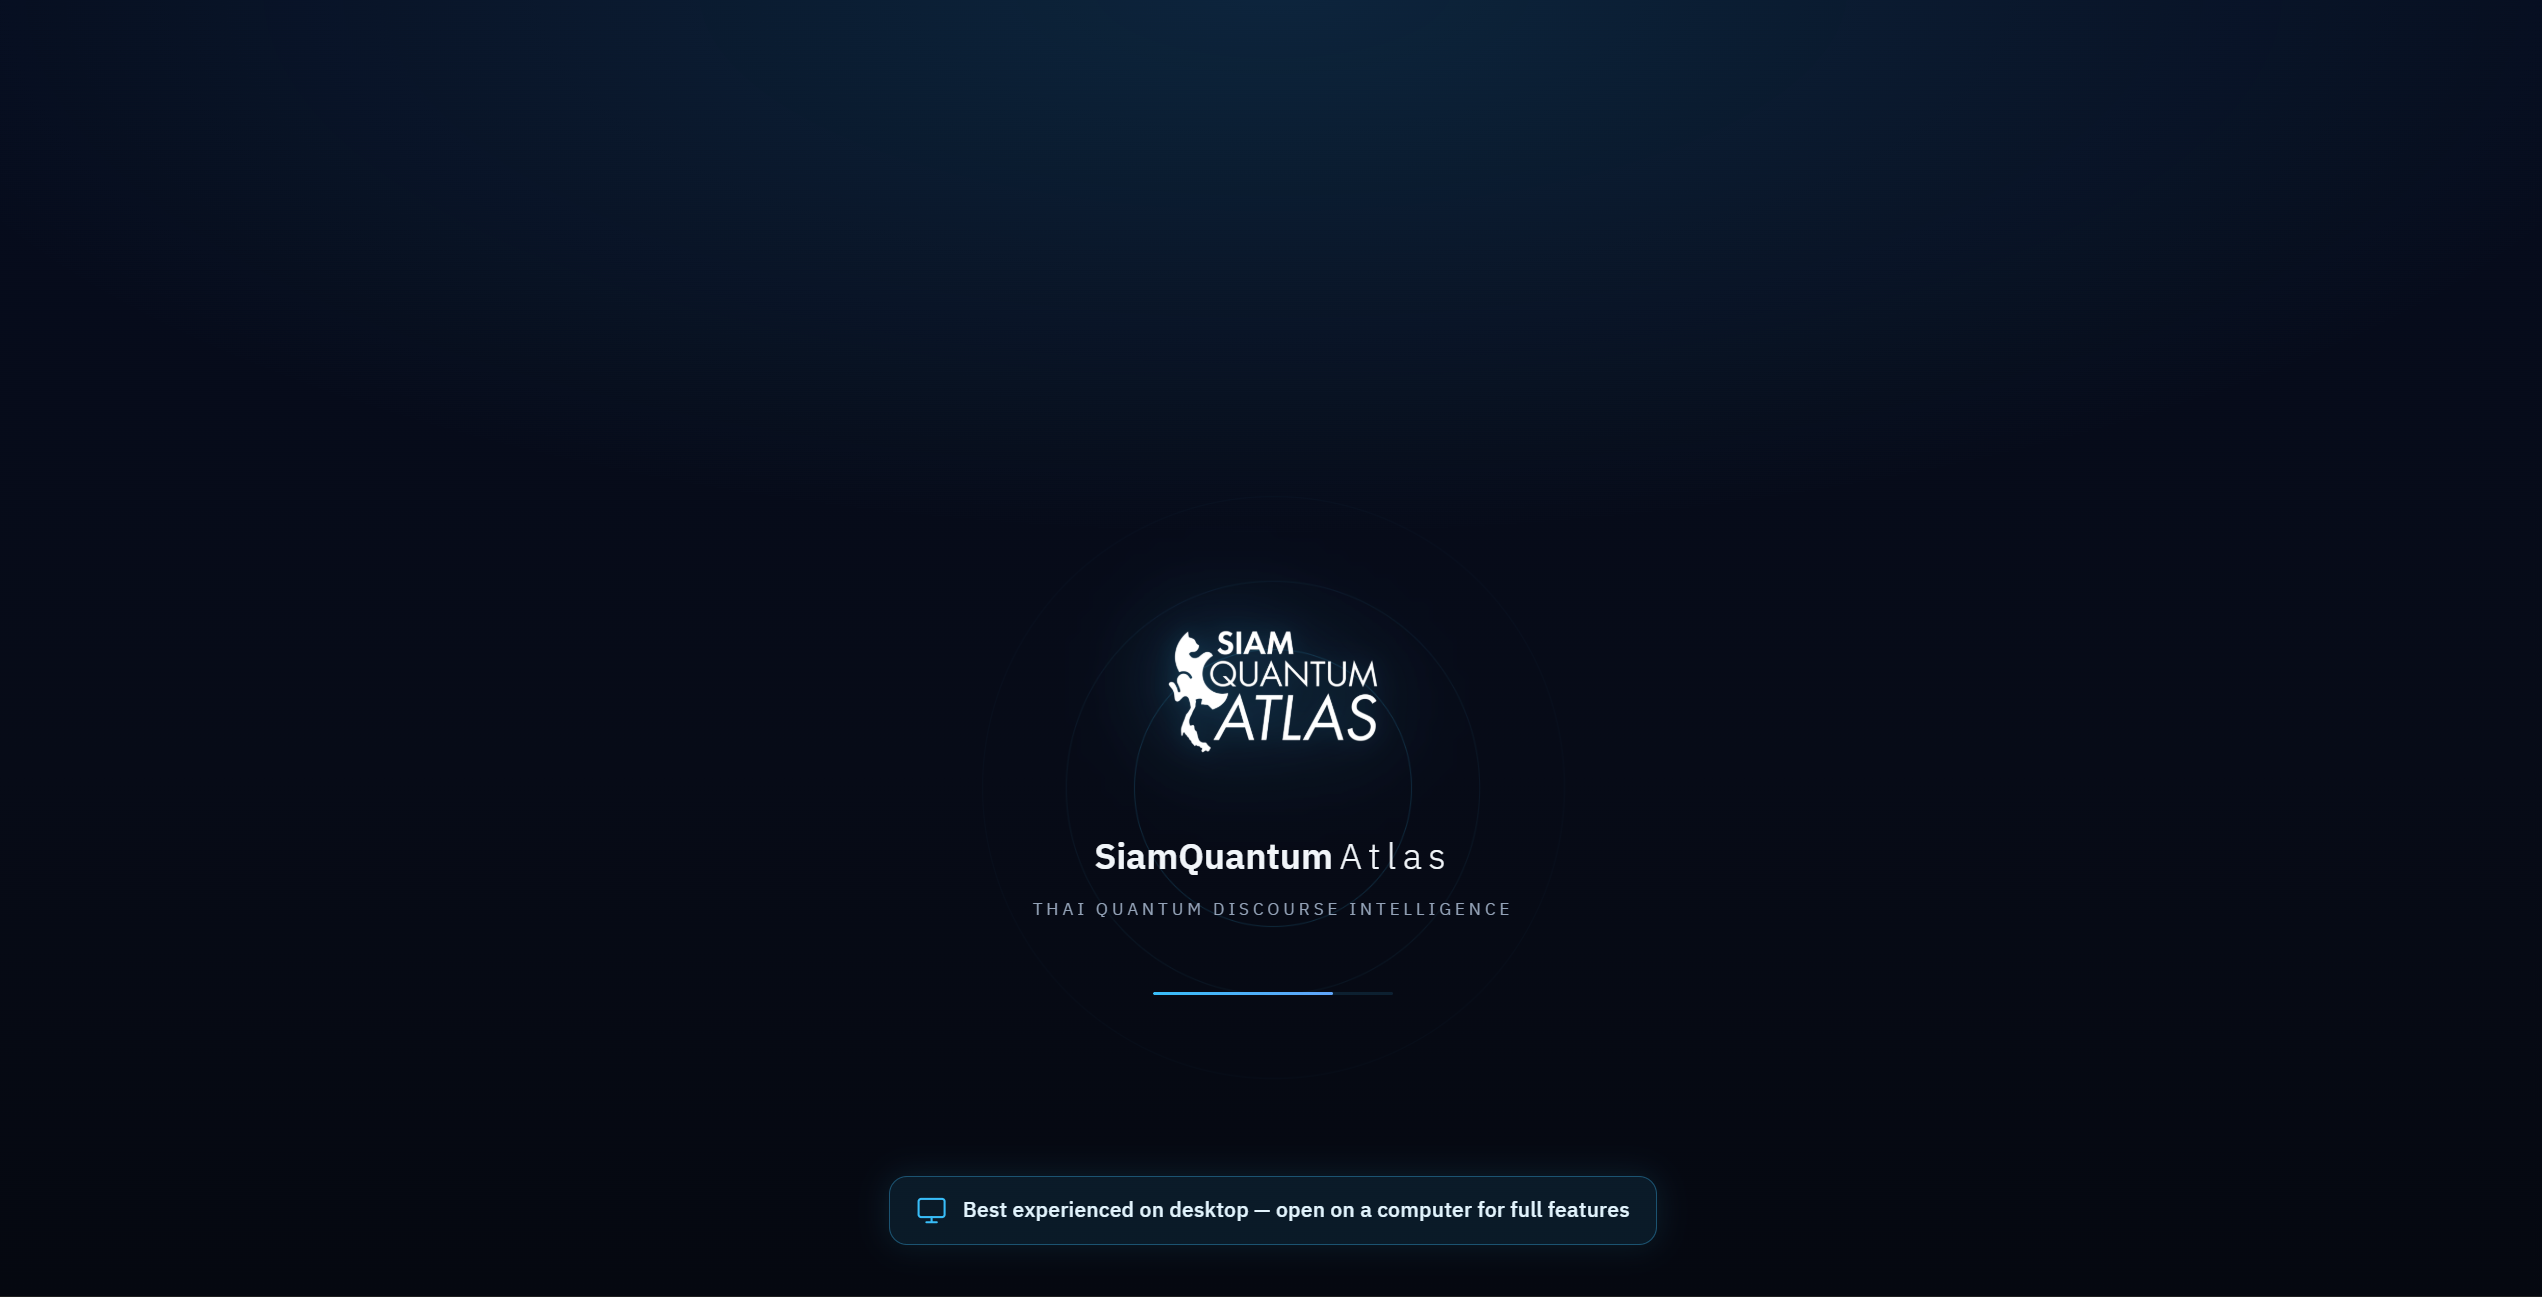 SIAM
QUANTUM
ATLAS
SiamQuantum Atlas
THAI QUANTUM DISCOURSE INTELLIGENCE
Best experienced on desktop — open on a computer for full features